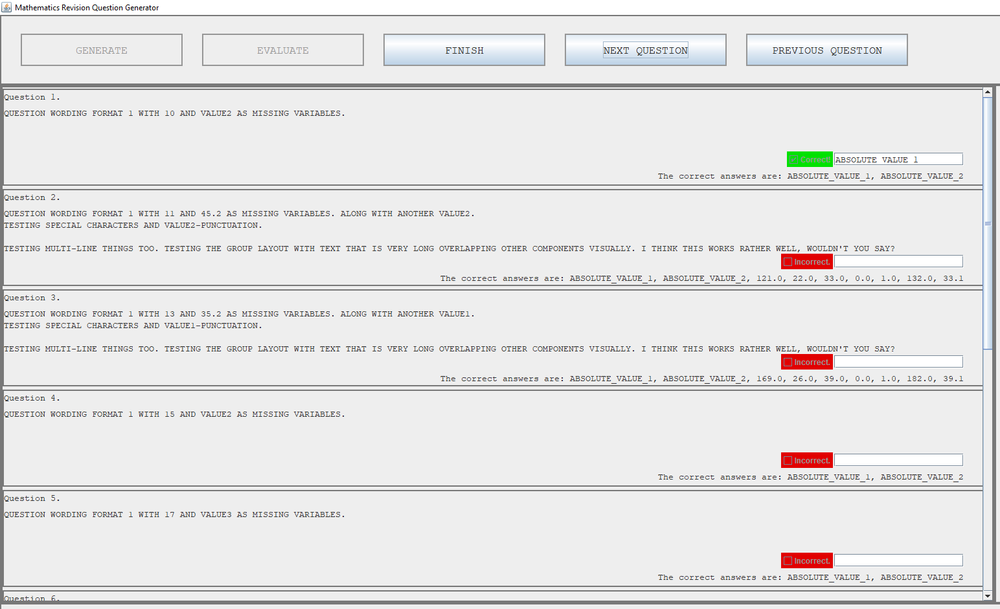 Mathematics Revision Question Generator
GENERATE EVALUATE FINISH NEXT QUESTION PREVIOUS QUESTION
Question 1.
QUESTION WORDING FORMAT 1 WITH 10 AND VALUE2 AS MISSING VARIABLES.
Correct! ABSOLUTE_VALUE_1
The correct answers are: ABSOLUTE_VALUE_1, ABSOLUTE_VALUE_2
Question 2.
QUESTION WORDING FORMAT 1 WITH 11 AND 45.2 AS MISSING VARIABLES. ALONG WITH ANOTHER VALUE2.
TESTING SPECIAL CHARACTERS AND VALUE2-PUNCTUATION.
TESTING MULTI-LINE THINGS TOO. TESTING THE GROUP LAYOUT WITH TEXT THAT IS VERY LONG OVERLAPPING OTHER COMPONENTS VISUALLY. I THINK THIS WORKS RATHER WELL, WOULDN'T YOU SAY?
Incorrect.
The correct answers are: ABSOLUTE_VALUE_1, ABSOLUTE_VALUE_2, 121.0, 22.0, 33.0, 0.0, 1.0, 132.0, 33.1
Question 3.
QUESTION WORDING FORMAT 1 WITH 13 AND 35.2 AS MISSING VARIABLES. ALONG WITH ANOTHER VALUE1.
TESTING SPECIAL CHARACTERS AND VALUE1-PUNCTUATION.
TESTING MULTI-LINE THINGS TOO. TESTING THE GROUP LAYOUT WITH TEXT THAT IS VERY LONG OVERLAPPING OTHER COMPONENTS VISUALLY. I THINK THIS WORKS RATHER WELL, WOULDN'T YOU SAY?
Incorrect.
The correct answers are: ABSOLUTE_VALUE_1, ABSOLUTE_VALUE_2, 169.0, 26.0, 39.0, 0.0, 1.0, 182.0, 39.1
Question 4.
QUESTION WORDING FORMAT 1 WITH 15 AND VALUE2 AS MISSING VARIABLES.
Incorrect.
The correct answers are: ABSOLUTE_VALUE_1, ABSOLUTE_VALUE_2
Question 5.
QUESTION WORDING FORMAT 1 WITH 17 AND VALUE3 AS MISSING VARIABLES.
Incorrect.
The correct answers are: ABSOLUTE_VALUE_1, ABSOLUTE_VALUE_2
Question 6.